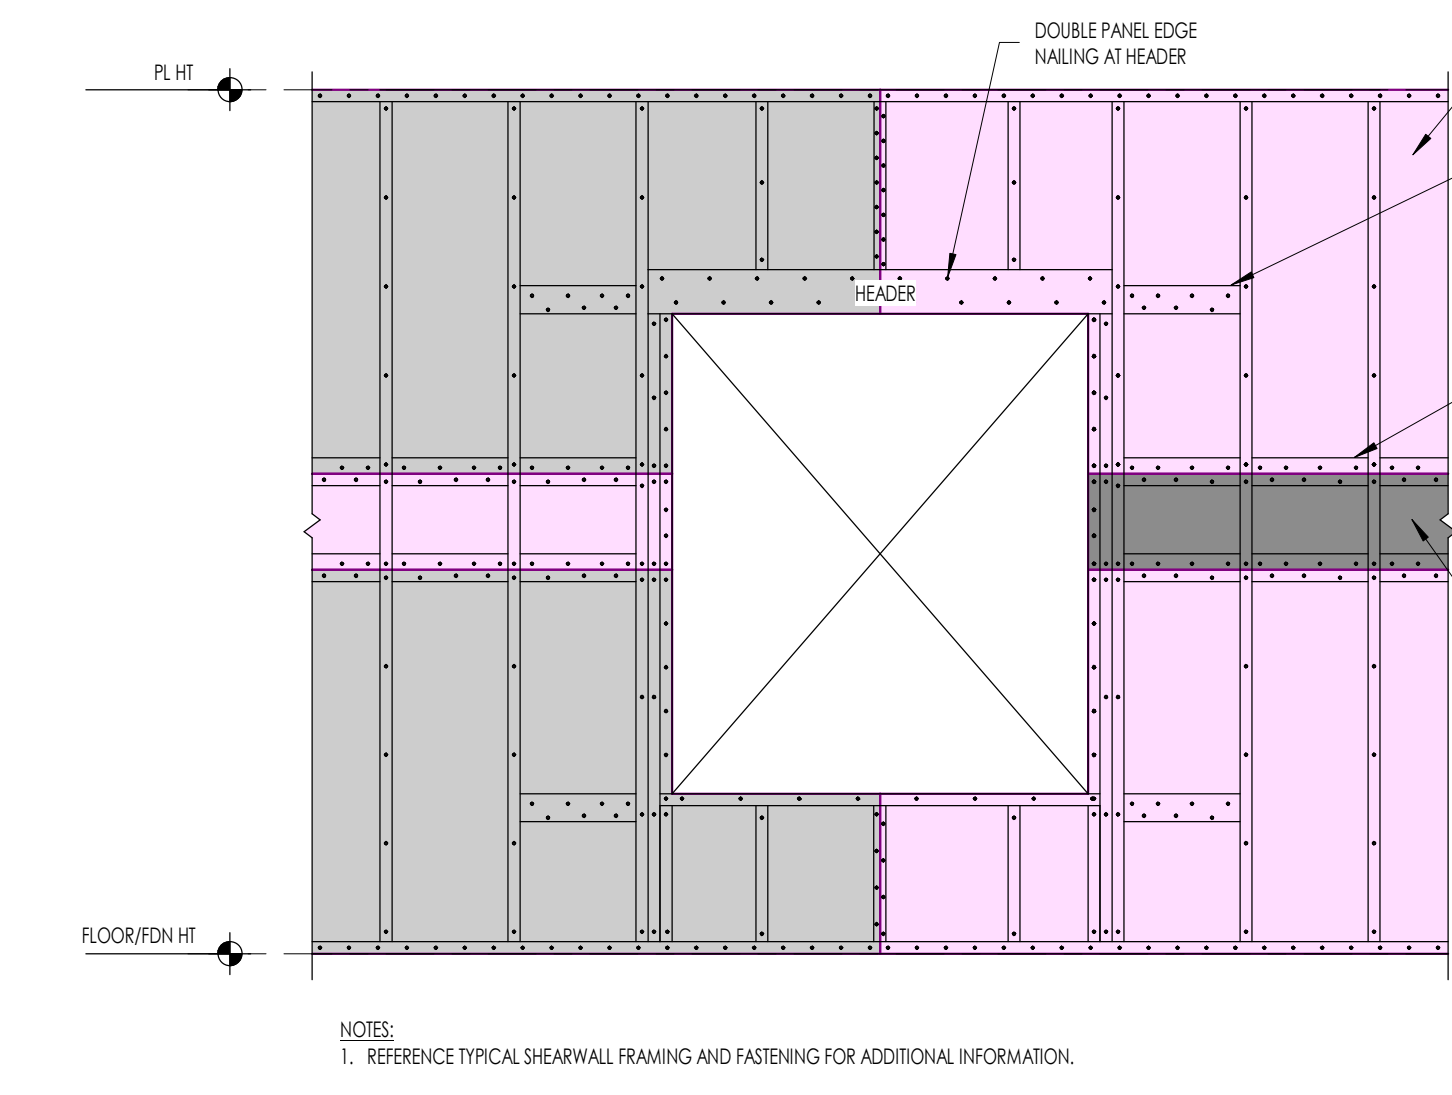 DOUBLE PANEL EDGE
NAILING AT HEADER
PL HT
HEADER
FLOOR/FDN HT
NOTES:
1. REFERENCE TYPICAL SHEARWALL FRAMING AND FASTENING FOR ADDITIONAL INFORMATION.